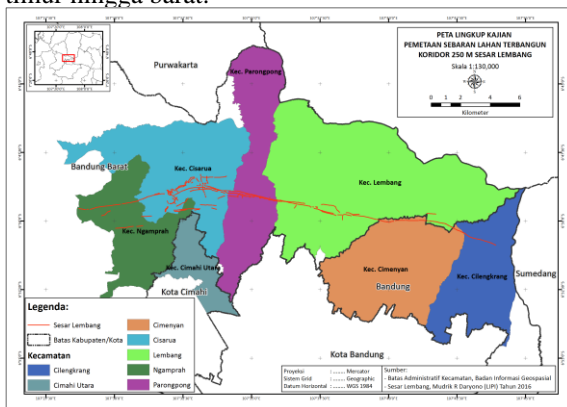 timur hingga barat.
PETA LINGKUP KAJIAN
PEMETAAN SEBARAN LAHAN TERBANGUN
KORIDOR 250 M SESAR LEMBANG
Skala 1:130,000
0 1 2 4 6
Kilometer
Purwakarta
Kec. Parongpong
Kec. Cisarua
Bandung Barat
Kec. Lembang
Kec. Ngamprah
Kec. Cimahi Utara
Kota Cimahi
Kec. Cimenyan
Bandung
Kec. Cilengkrang
Sumedang
Kota Bandung
Legenda:
Sesar Lembang
Batas Kabupaten/Kota
Kecamatan
Cilengkrang
Cimahi Utara
Cimenyan
Cisarua
Lembang
Ngamprah
Parongpong
Proyeksi : ........ Mercator
Sistem Grid : ........ Geographic
Datum Horizontal : ........ WGS 1984
Sumber:
- Batas Administratif Kecamatan, Badan Informasi Geospasial
- Sesar Lembang, Mudrik R Daryono (LIPI) Tahun 2016